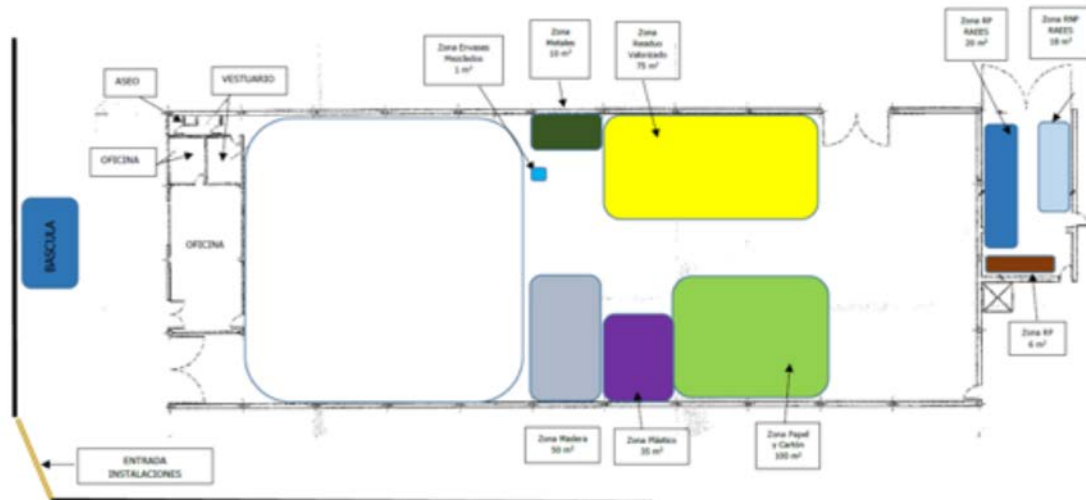 Zona Envases
Mezclados
1 m²
Zona
Metales
10 m²
Zona
Residuo
Valorizado
75 m²
Zona RP
RAEES
20 m²
Zona RNP
RAEES
18 m²
ASEO
VESTUARIO
OFICINA
OFICINA
BASCULA
Zona RP
6 m²
Zona Madera
50 m²
Zona Plástico
35 m²
Zona Papel
y Cartón
100 m²
ENTRADA
INSTALACIONES